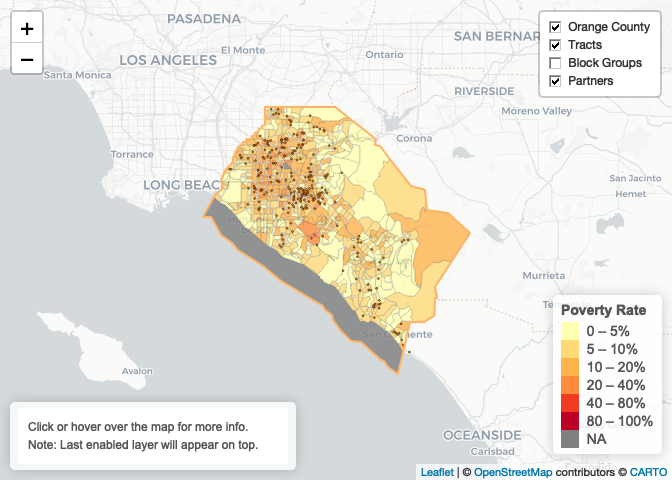 +
−
Orange County
Tracts
Block Groups
Partners
PASADENA
SAN BERNAR
El Monte
Ontario
LOS ANGELES
Santa Monica
RIVERSIDE
Moreno Valley
Corona
Torrance
San Jacinto
LONG BEAC
Hemet
Murrieta
Avalon
OCEANSIDE
Carlsbad
Poverty Rate
0 – 5%
5 – 10%
10 – 20%
20 – 40%
40 – 80%
80 – 100%
NA
Click or hover over the map for more info.
Note: Last enabled layer will appear on top.
Leaflet | © OpenStreetMap contributors © CARTO